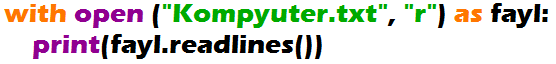 with open ("Kompyuter.txt", "r") as fayl:
    print(fayl.readlines())